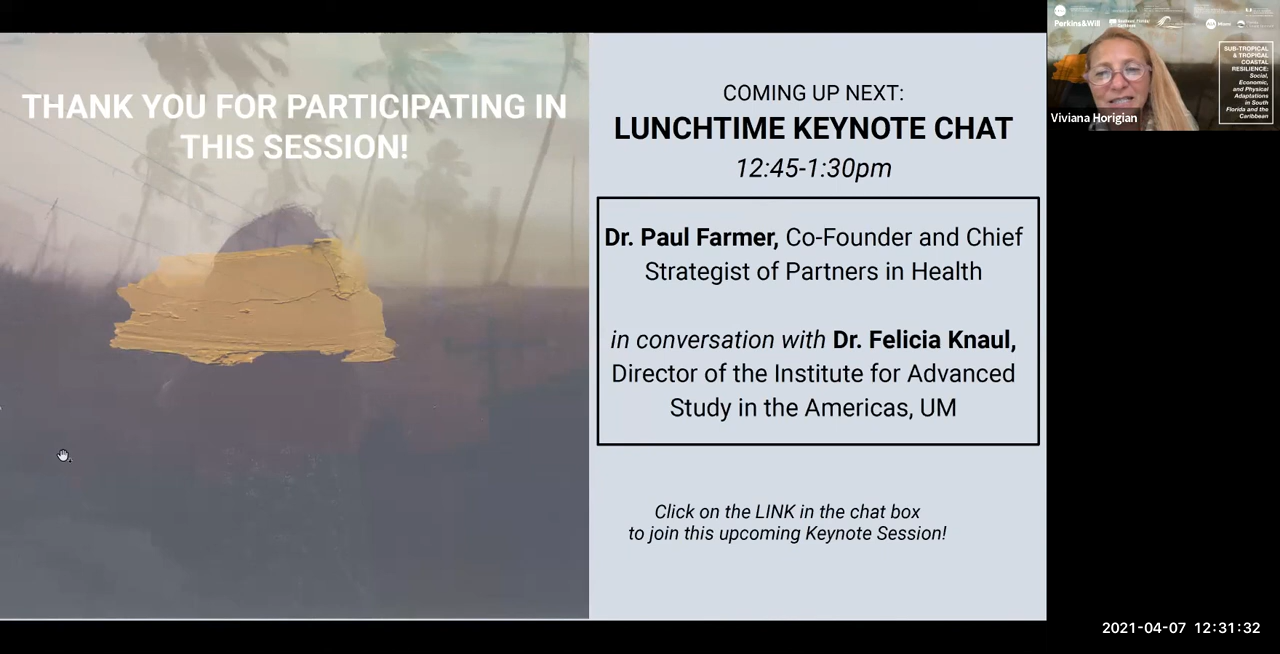 THANK YOU FOR PARTICIPATING IN
THIS SESSION!
COMING UP NEXT:
LUNCHTIME KEYNOTE CHAT
12:45-1:30pm
Dr. Paul Farmer, Co-Founder and Chief
Strategist of Partners in Health
in conversation with Dr. Felicia Knaul,
Director of the Institute for Advanced
Study in the Americas, UM
Click on the LINK in the chat box
to join this upcoming Keynote Session!
Perkins&Will
SUB-TROPICAL
& TROPICAL
COASTAL
RESILIENCE:
Social,
Economic,
and Physical
Adaptations
in South
Florida and the
Caribbean
Viviana Horigian
2021-04-07 12:31:32